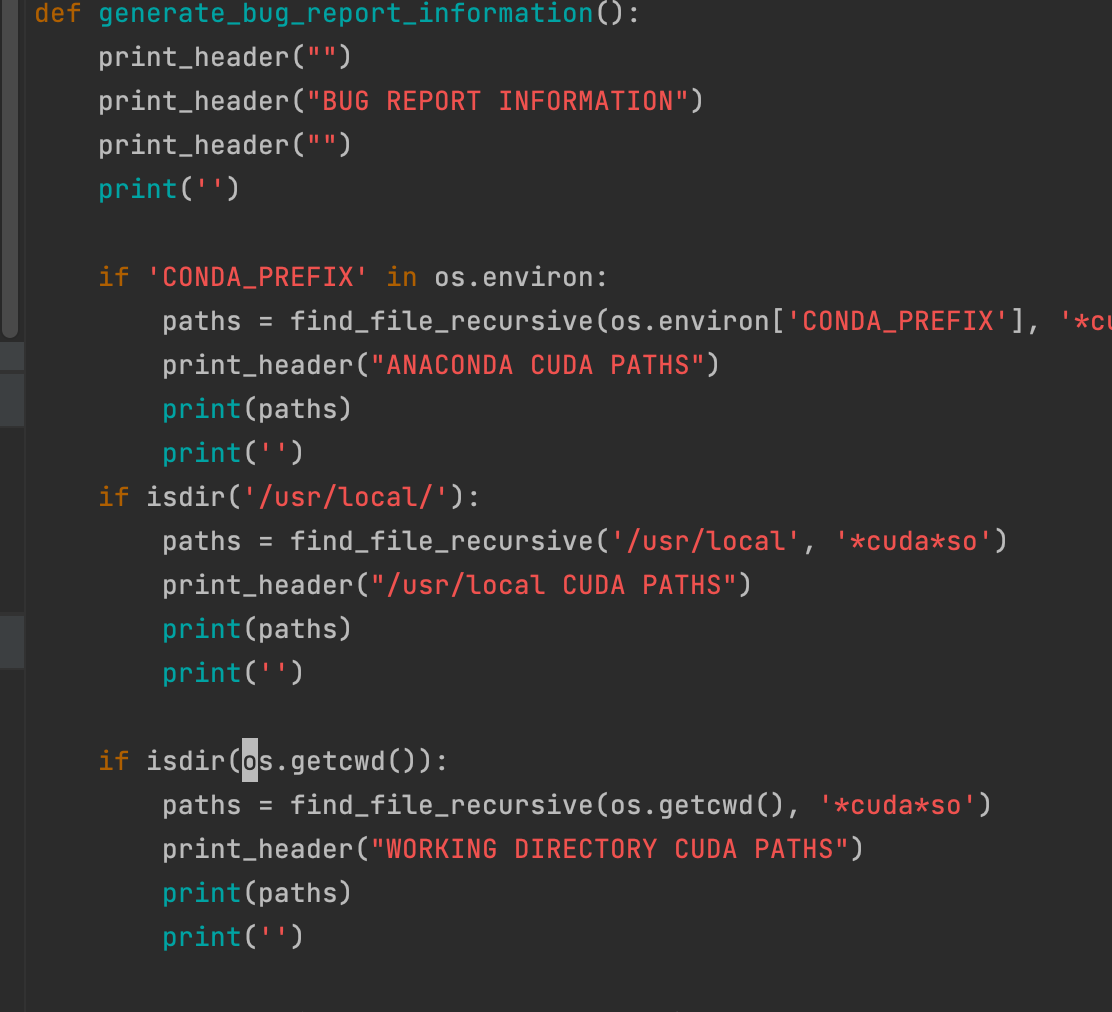 def generate_bug_report_information():
    print_header("")
    print_header("BUG REPORT INFORMATION")
    print_header("")
    print('')

    if 'CONDA_PREFIX' in os.environ:
        paths = find_file_recursive(os.environ['CONDA_PREFIX'], '*cu
        print_header("ANACONDA CUDA PATHS")
        print(paths)
        print('')
    if isdir('/usr/local/'):
        paths = find_file_recursive('/usr/local', '*cuda*so')
        print_header("/usr/local CUDA PATHS")
        print(paths)
        print('')

    if isdir(os.getcwd()):
        paths = find_file_recursive(os.getcwd(), '*cuda*so')
        print_header("WORKING DIRECTORY CUDA PATHS")
        print(paths)
        print('')